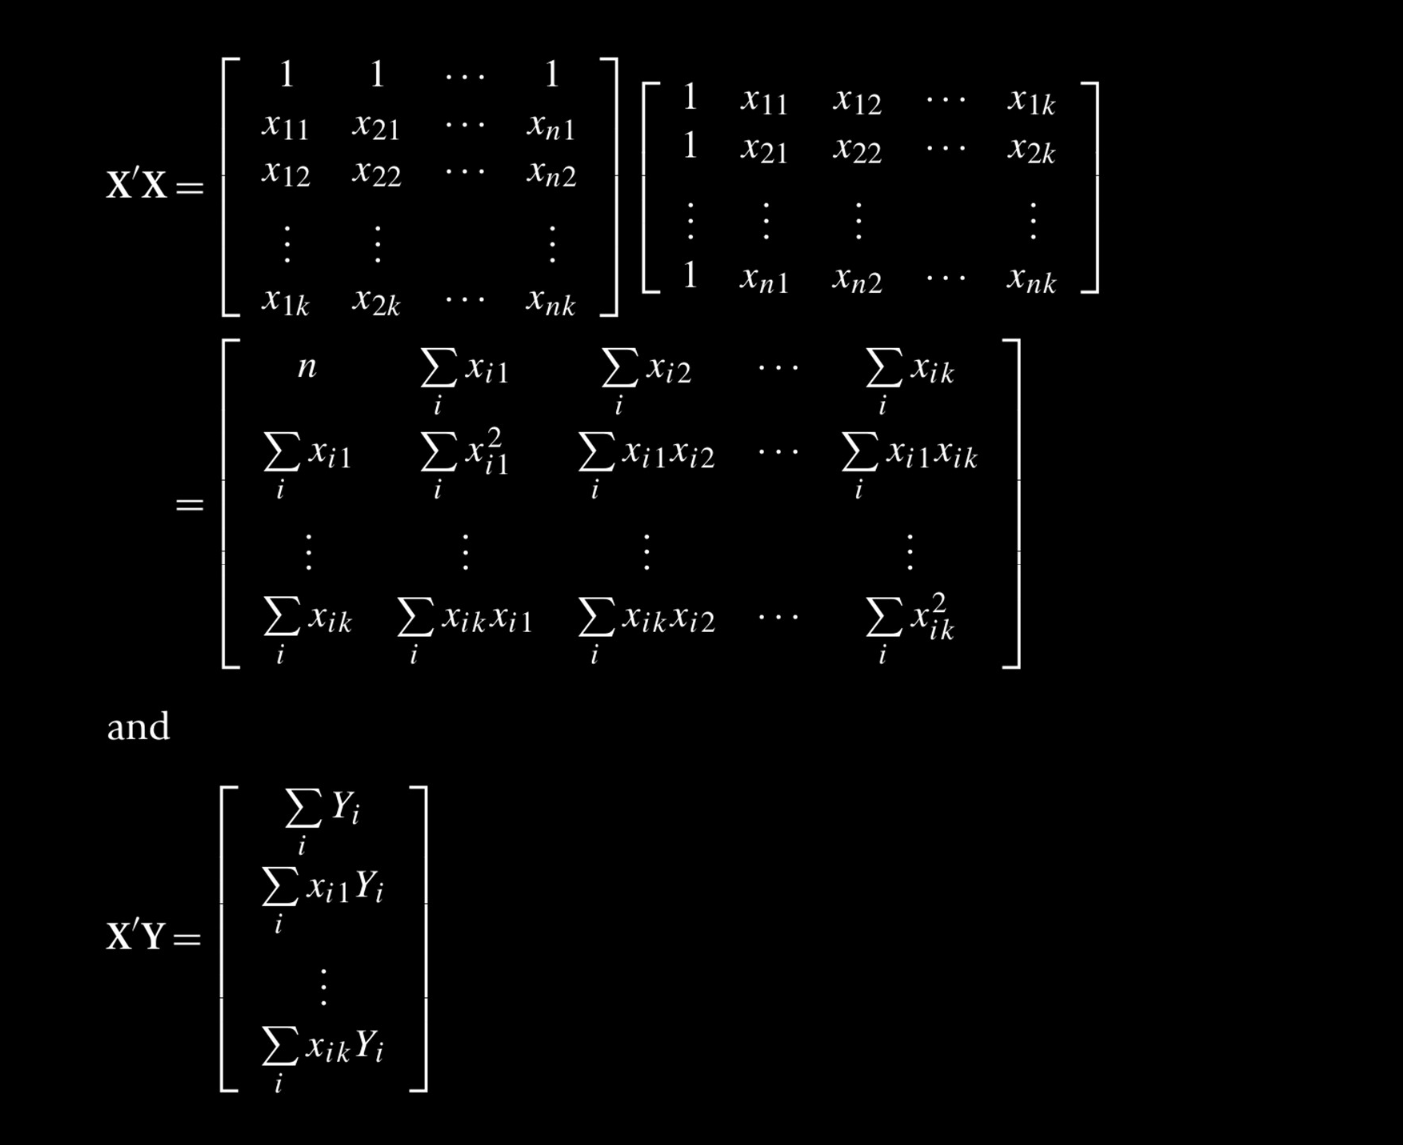 X′X = [ 1 1 ⋯ 1 ; x₁₁ x₂₁ ⋯ xₙ₁ ; x₁₂ x₂₂ ⋯ xₙ₂ ; ⋮ ⋮ ⋮ ; x₁ₖ x₂ₖ ⋯ xₙₖ ] [ 1 x₁₁ x₁₂ ⋯ x₁ₖ ; 1 x₂₁ x₂₂ ⋯ x₂ₖ ; ⋮ ⋮ ⋮ ⋮ ; 1 xₙ₁ xₙ₂ ⋯ xₙₖ ]
= [ n ∑ᵢ xᵢ₁ ∑ᵢ xᵢ₂ ⋯ ∑ᵢ xᵢₖ ; ∑ᵢ xᵢ₁ ∑ᵢ xᵢ₁² ∑ᵢ xᵢ₁xᵢ₂ ⋯ ∑ᵢ xᵢ₁xᵢₖ ; ⋮ ⋮ ⋮ ⋮ ; ∑ᵢ xᵢₖ ∑ᵢ xᵢₖxᵢ₁ ∑ᵢ xᵢₖxᵢ₂ ⋯ ∑ᵢ xᵢₖ² ]
and
X′Y = [ ∑ᵢ Yᵢ ; ∑ᵢ xᵢ₁Yᵢ ; ⋮ ; ∑ᵢ xᵢₖYᵢ ]